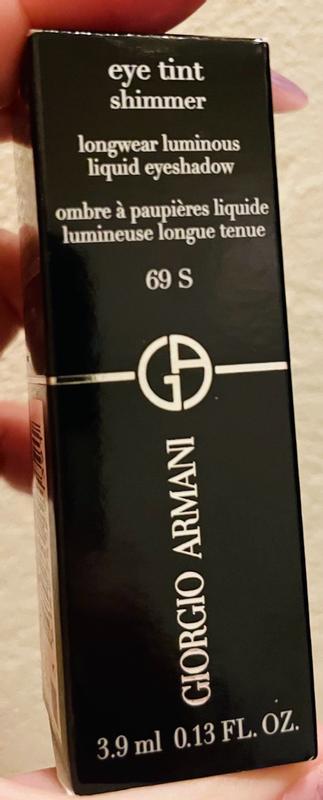 eye tint
shimmer
longwear luminous
liquid eyeshadow
ombre à paupières liquide
lumineuse longue tenue
69 S
GA
GIORGIO ARMANI
3.9 ml 0.13 FL. OZ.